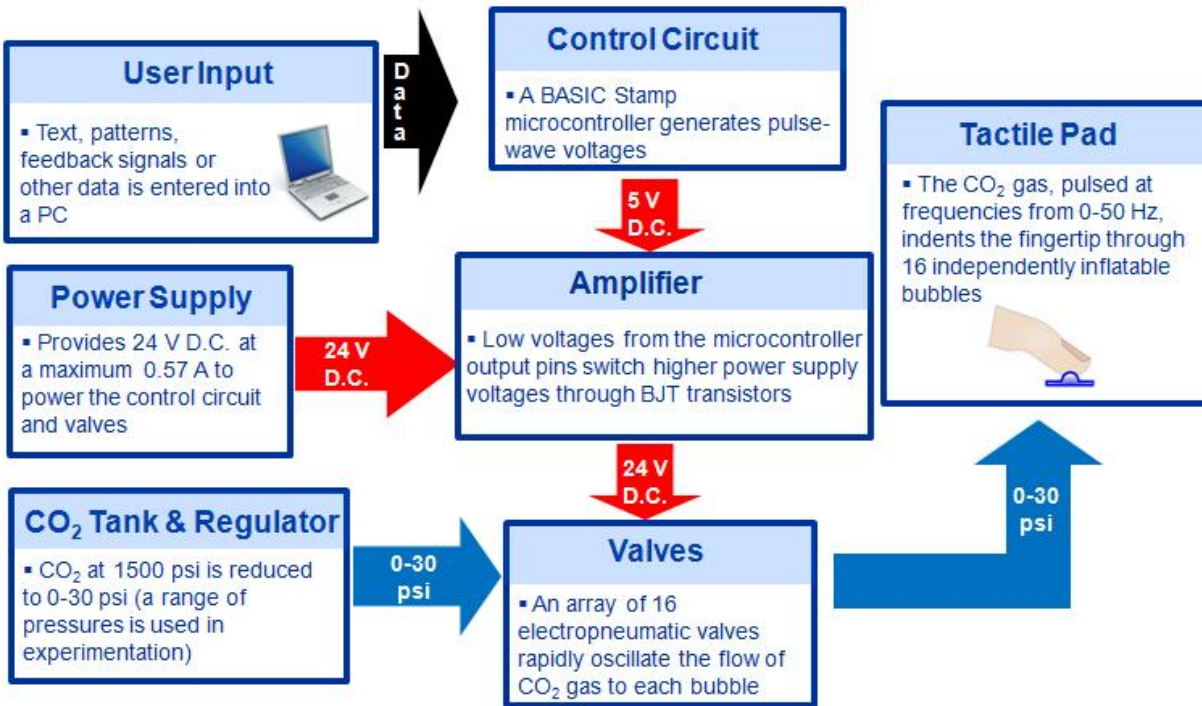 User Input
▪ Text, patterns,
feedback signals or
other data is entered into
a PC
Data
Control Circuit
▪ A BASIC Stamp
microcontroller generates pulse-
wave voltages
5 V
D.C.
Power Supply
▪ Provides 24 V D.C. at
a maximum 0.57 A to
power the control circuit
and valves
24 V
D.C.
Amplifier
▪ Low voltages from the microcontroller
output pins switch higher power supply
voltages through BJT transistors
24 V
D.C.
CO₂ Tank & Regulator
▪ CO₂ at 1500 psi is reduced
to 0-30 psi (a range of
pressures is used in
experimentation)
0-30
psi
Valves
▪ An array of 16
electropneumatic valves
rapidly oscillate the flow of
CO₂ gas to each bubble
0-30
psi
Tactile Pad
▪ The CO₂ gas, pulsed at
frequencies from 0-50 Hz,
indents the fingertip through
16 independently inflatable
bubbles